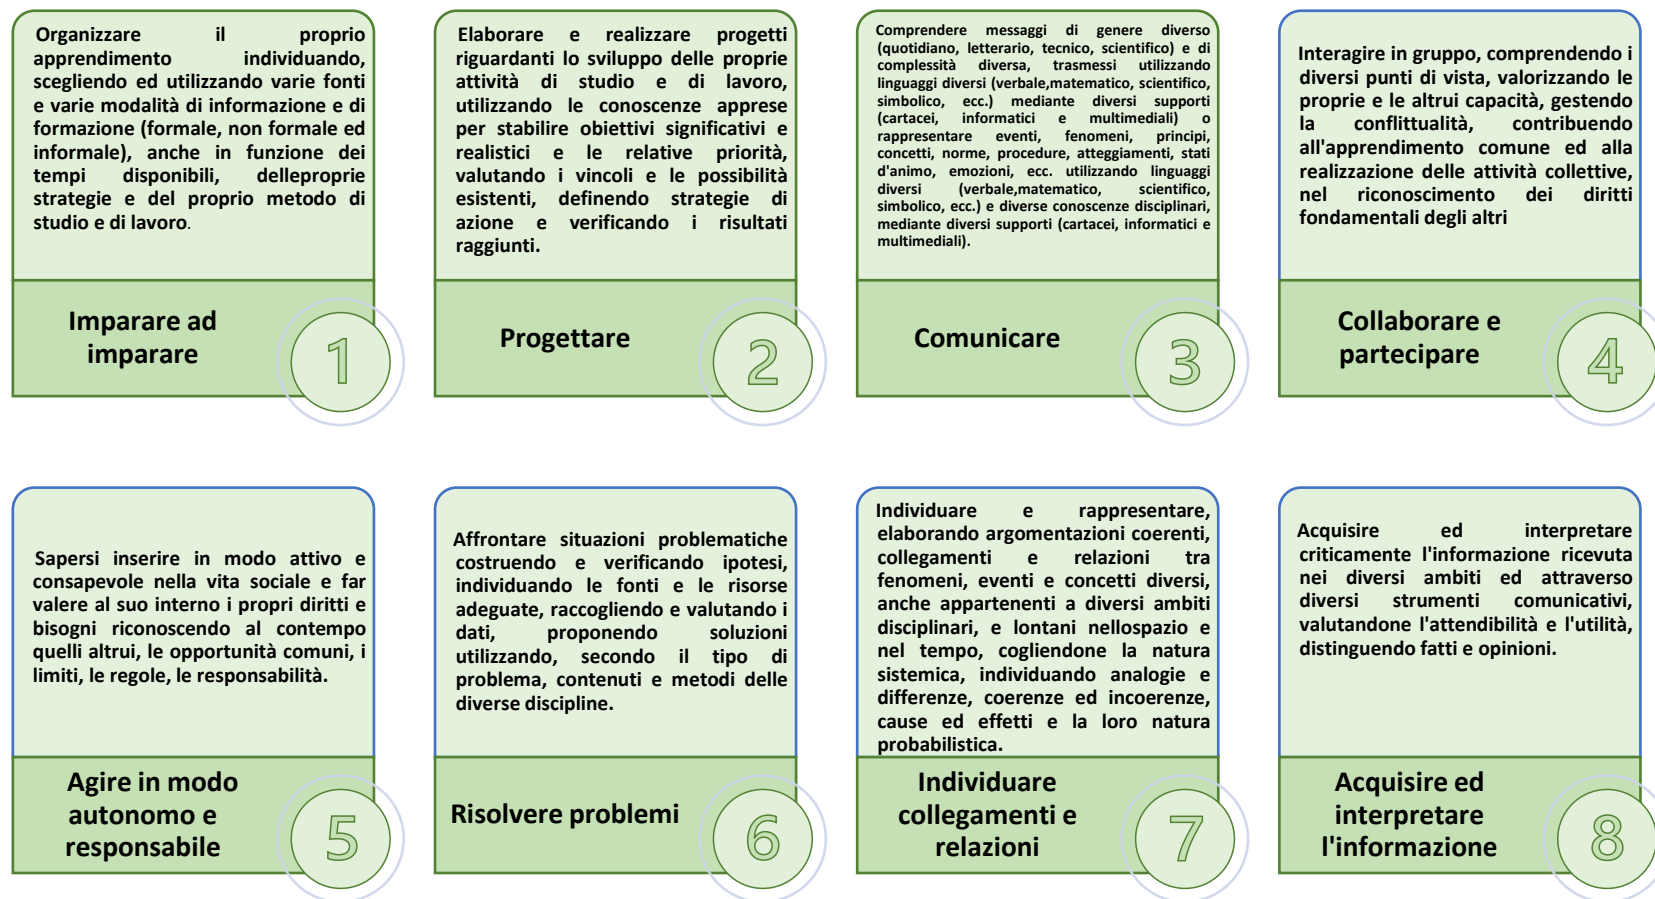 Organizzare il proprio
apprendimento individuando,
scegliendo ed utilizzando varie fonti
e varie modalità di informazione e di
formazione (formale, non formale ed
informale), anche in funzione dei
tempi disponibili, delleproprie
strategie e del proprio metodo di
studio e di lavoro.
Imparare ad
imparare
1
Elaborare e realizzare progetti
riguardanti lo sviluppo delle proprie
attività di studio e di lavoro,
utilizzando le conoscenze apprese
per stabilire obiettivi significativi e
realistici e le relative priorità,
valutando i vincoli e le possibilità
esistenti, definendo strategie di
azione e verificando i risultati
raggiunti.
Progettare
2
Comprendere messaggi di genere diverso
(quotidiano, letterario, tecnico, scientifico) e di
complessità diversa, trasmessi utilizzando
linguaggi diversi (verbale,matematico, scientifico,
simbolico, ecc.) mediante diversi supporti
(cartacei, informatici e multimediali) o
rappresentare eventi, fenomeni, principi,
concetti, norme, procedure, atteggiamenti, stati
d'animo, emozioni, ecc. utilizzando linguaggi
diversi (verbale,matematico, scientifico,
simbolico, ecc.) e diverse conoscenze disciplinari,
mediante diversi supporti (cartacei, informatici e
multimediali).
Comunicare
3
Interagire in gruppo, comprendendo i
diversi punti di vista, valorizzando le
proprie e le altrui capacità, gestendo
la conflittualità, contribuendo
all'apprendimento comune ed alla
realizzazione delle attività collettive,
nel riconoscimento dei diritti
fondamentali degli altri
Collaborare e
partecipare
4
Sapersi inserire in modo attivo e
consapevole nella vita sociale e far
valere al suo interno i propri diritti e
bisogni riconoscendo al contempo
quelli altrui, le opportunità comuni, i
limiti, le regole, le responsabilità.
Agire in modo
autonomo e
responsabile
5
Affrontare situazioni problematiche
costruendo e verificando ipotesi,
individuando le fonti e le risorse
adeguate, raccogliendo e valutando i
dati, proponendo soluzioni
utilizzando, secondo il tipo di
problema, contenuti e metodi delle
diverse discipline.
Risolvere problemi
6
Individuare e rappresentare,
elaborando argomentazioni coerenti,
collegamenti e relazioni tra
fenomeni, eventi e concetti diversi,
anche appartenenti a diversi ambiti
disciplinari, e lontani nellospazio e
nel tempo, cogliendone la natura
sistemica, individuando analogie e
differenze, coerenze ed incoerenze,
cause ed effetti e la loro natura
probabilistica.
Individuare
collegamenti e
relazioni
7
Acquisire ed interpretare
criticamente l'informazione ricevuta
nei diversi ambiti ed attraverso
diversi strumenti comunicativi,
valutandone l'attendibilità e l'utilità,
distinguendo fatti e opinioni.
Acquisire ed
interpretare
l'informazione
8